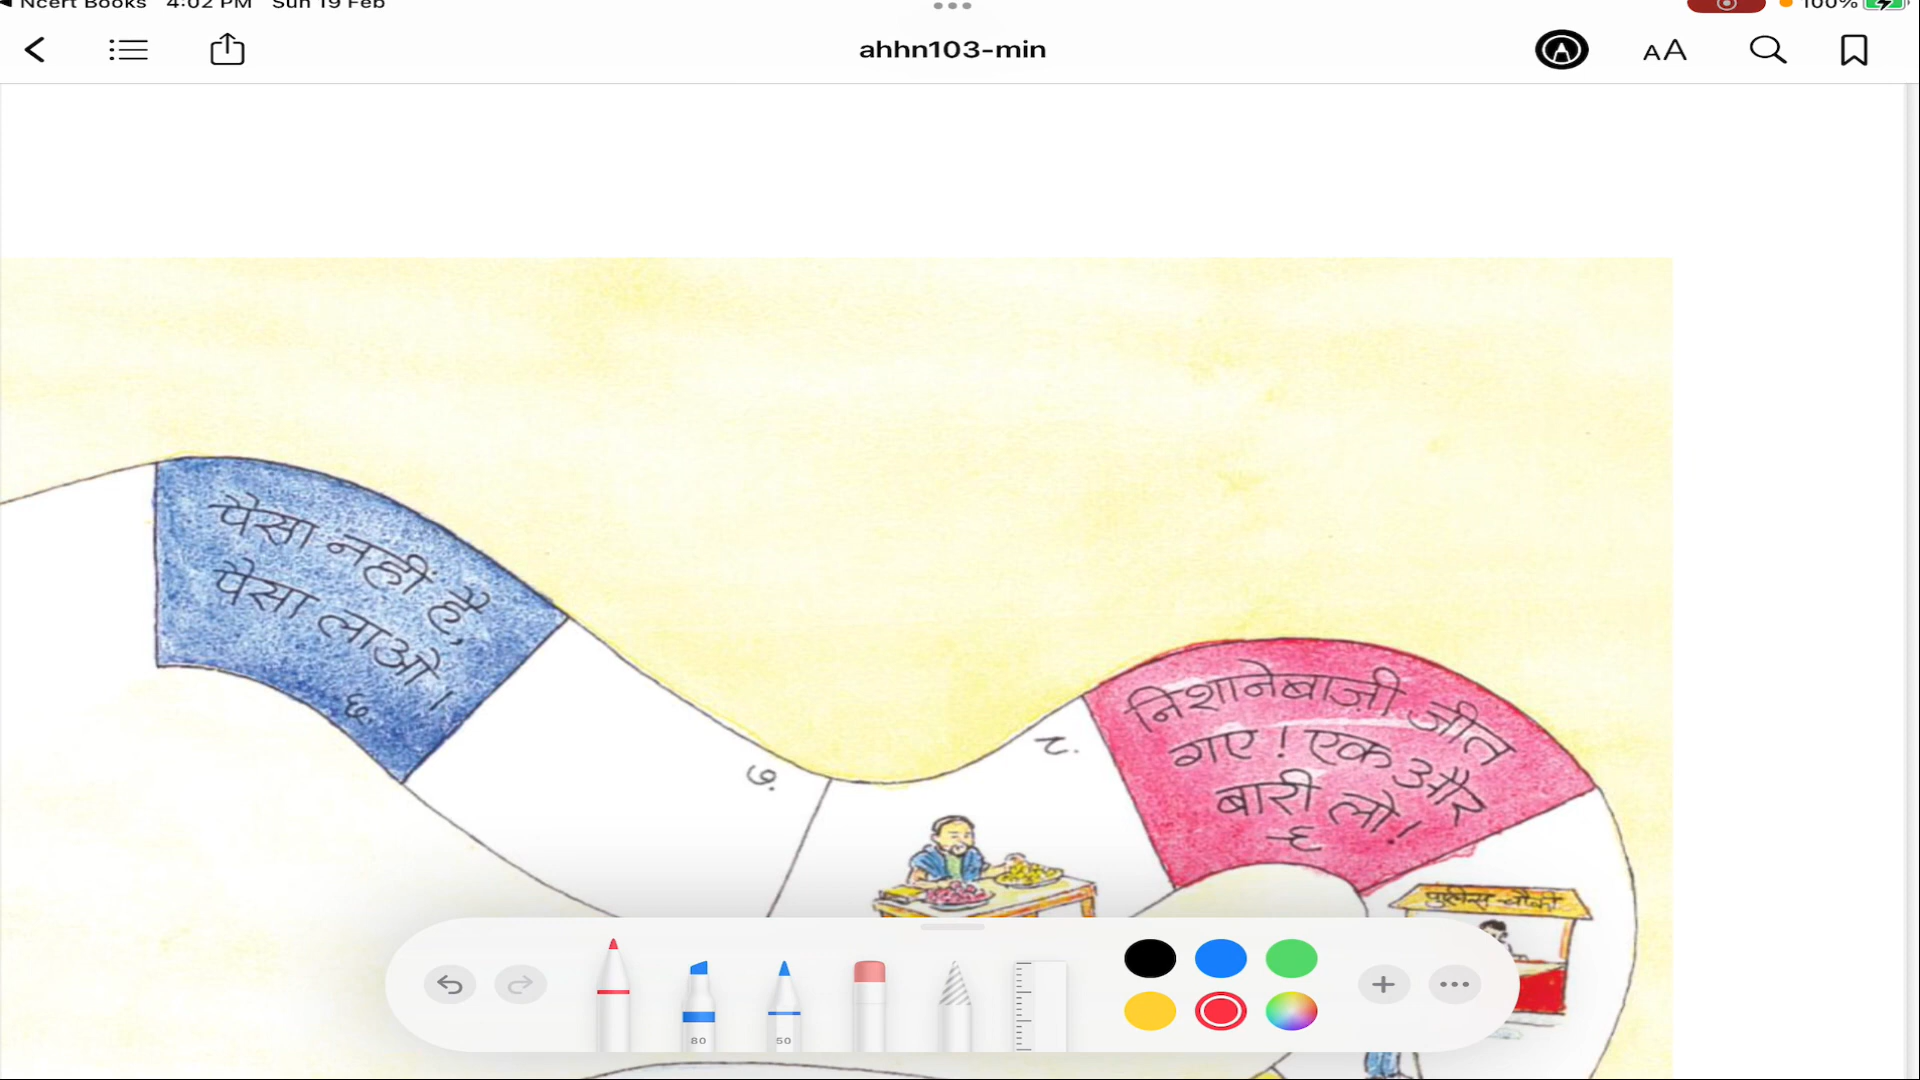 Ncert Books 4:02 PM Sun 19 Feb
100%
ahhn103-min
AA
पैसा नहीं है,
पैसा लाओ।
६.
७.
८.
निशानेबाज़ी जीत
गए! एक और
बारी लो!
९
पुलिस चौकी
80
50